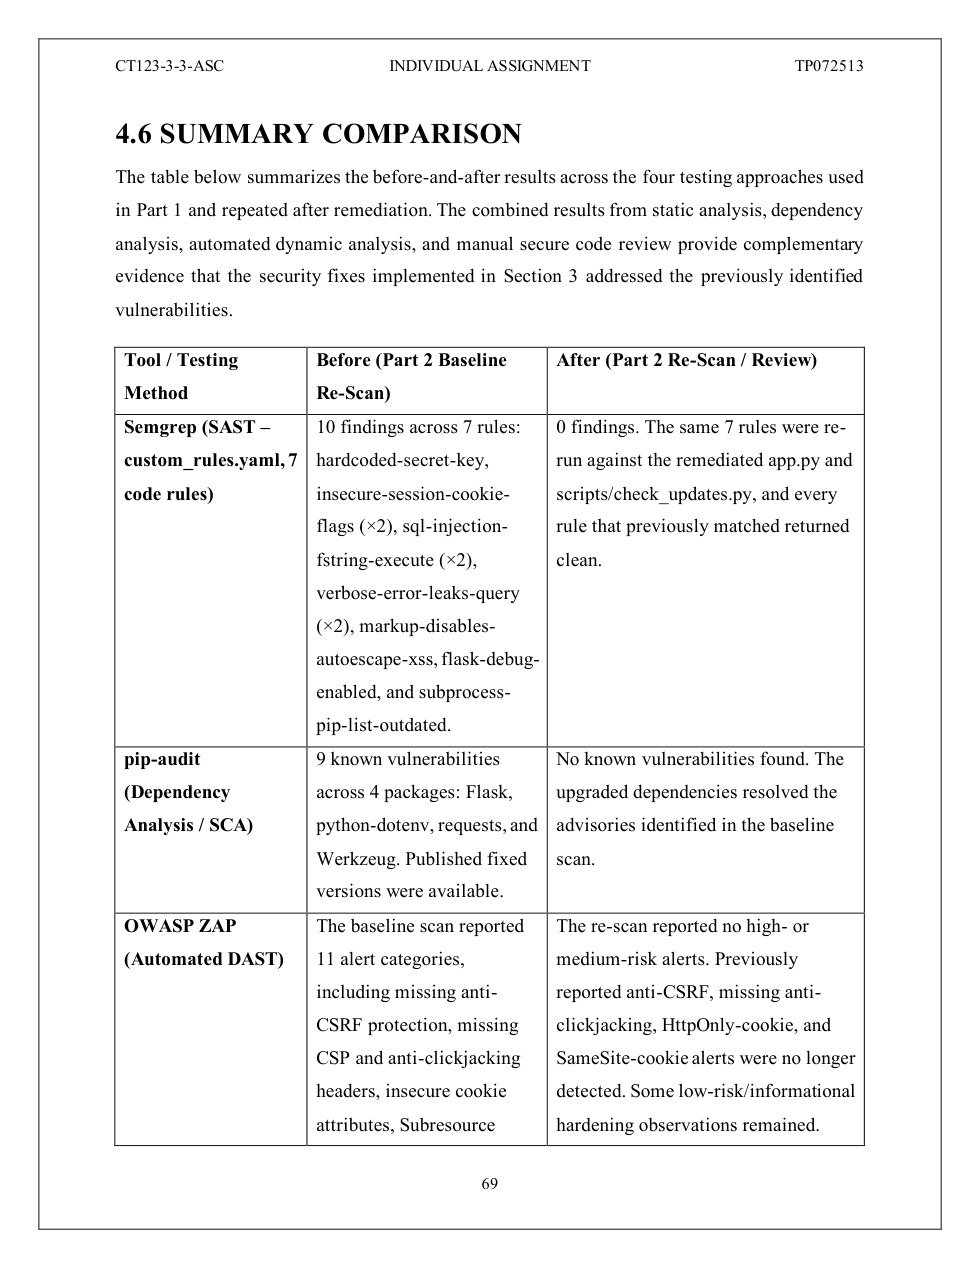 CT123-3-3-ASC INDIVIDUAL ASSIGNMENT TP072513
4.6 SUMMARY COMPARISON
The table below summarizes the before-and-after results across the four testing approaches used
in Part 1 and repeated after remediation. The combined results from static analysis, dependency
analysis, automated dynamic analysis, and manual secure code review provide complementary
evidence that the security fixes implemented in Section 3 addressed the previously identified
vulnerabilities.
Tool / Testing
Method
Before (Part 2 Baseline
Re-Scan)
After (Part 2 Re-Scan / Review)
Semgrep (SAST –
custom_rules.yaml, 7
code rules)
10 findings across 7 rules:
hardcoded-secret-key,
insecure-session-cookie-
flags (×2), sql-injection-
fstring-execute (×2),
verbose-error-leaks-query
(×2), markup-disables-
autoescape-xss, flask-debug-
enabled, and subprocess-
pip-list-outdated.
0 findings. The same 7 rules were re-
run against the remediated app.py and
scripts/check_updates.py, and every
rule that previously matched returned
clean.
pip-audit
(Dependency
Analysis / SCA)
9 known vulnerabilities
across 4 packages: Flask,
python-dotenv, requests, and
Werkzeug. Published fixed
versions were available.
No known vulnerabilities found. The
upgraded dependencies resolved the
advisories identified in the baseline
scan.
OWASP ZAP
(Automated DAST)
The baseline scan reported
11 alert categories,
including missing anti-
CSRF protection, missing
CSP and anti-clickjacking
headers, insecure cookie
attributes, Subresource
The re-scan reported no high- or
medium-risk alerts. Previously
reported anti-CSRF, missing anti-
clickjacking, HttpOnly-cookie, and
SameSite-cookie alerts were no longer
detected. Some low-risk/informational
hardening observations remained.
69